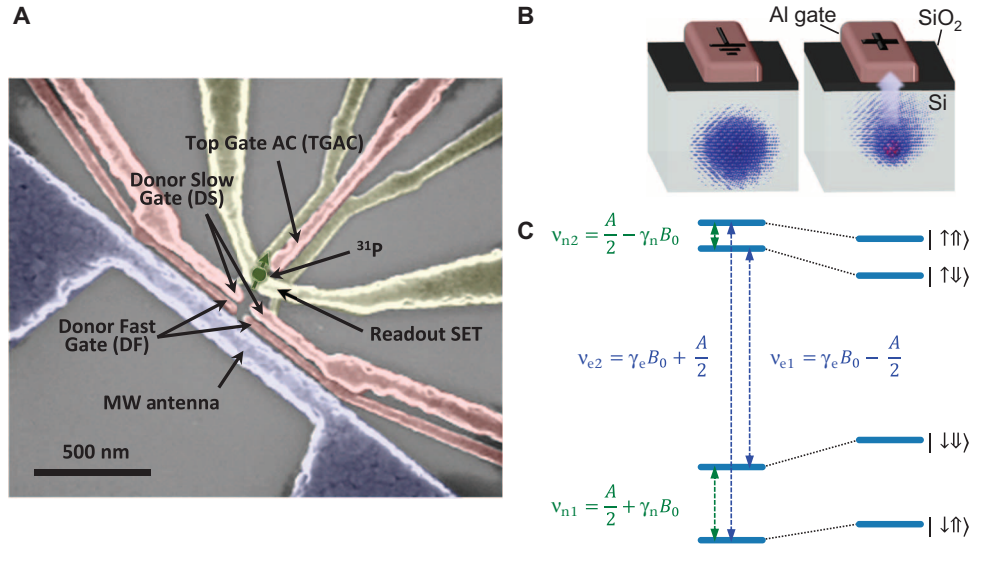 A
Top Gate AC (TGAC)
Donor Slow
Gate (DS)
³¹P
Donor Fast
Gate (DF)
Readout SET
MW antenna
500 nm
B
Al gate
SiO₂
Si
C
νn2 = A/2 − γnB0
| ↑⇑⟩
| ↑⇓⟩
νe2 = γeB0 + A/2
νe1 = γeB0 − A/2
| ↓⇓⟩
νn1 = A/2 + γnB0
| ↓⇑⟩